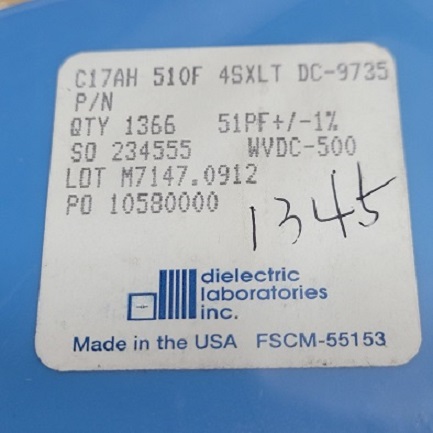 C17AH 510F 4SXLT DC-9735
P/N
QTY 1366 51PF+/-1%
SO 234555 WVDC-500
LOT M7147.0912
PO 10580000
1345
dielectric
laboratories
inc.
Made in the USA FSCM-55153